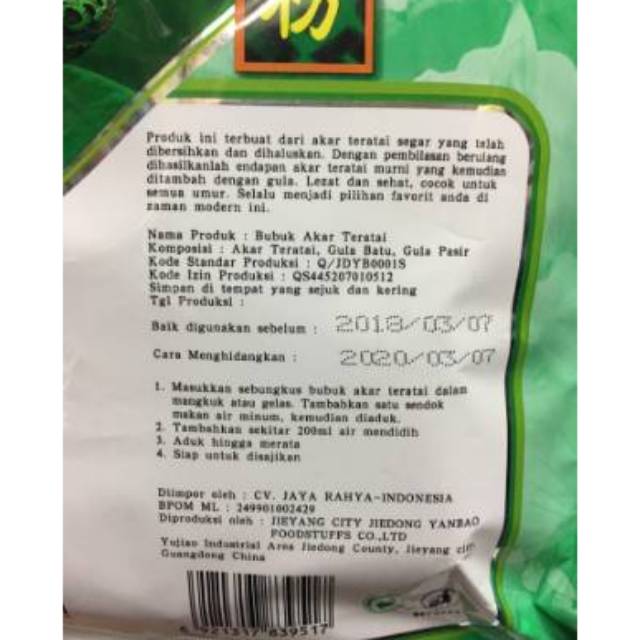 粉
Produk ini terbuat dari akar teratai segar yang telah
dibersihkan dan dihaluskan. Dengan pembilasan berulang
dihasilkanlah endapan akar teratai murni yang kemudian
ditambah dengan gula. Lezat dan sehat, cocok untuk
semua umur. Selalu menjadi pilihan favorit anda di
zaman modern ini.
Nama Produk : Bubuk Akar Teratai
Komposisi : Akar Teratai, Gula Batu, Gula Pasir
Kode Standar Produksi : Q/JDYB0001S
Kode Izin Produksi : QS445207010512
Simpan di tempat yang sejuk dan kering
Tgl Produksi :
Baik digunakan sebelum : 2018/03/07
Cara Menghidangkan : 2020/03/07
1. Masukkan sebungkus bubuk akar teratai dalam
mangkuk atau gelas. Tambahkan satu sendok
makan air minum, kemudian diaduk.
2. Tambahkan sekitar 200ml air mendidih
3. Aduk hingga merata
4. Siap untuk disajikan
Diimpor oleh : CV. JAYA RAHYA-INDONESIA
BPOM ML : 249901002429
Diproduksi oleh : JIEYANG CITY JIEDONG YANBAO
FOODSTUFFS CO.,LTD
Yujiao Industrial Area Jiedong County, Jieyang city
Guangdong China
6 921317 839517